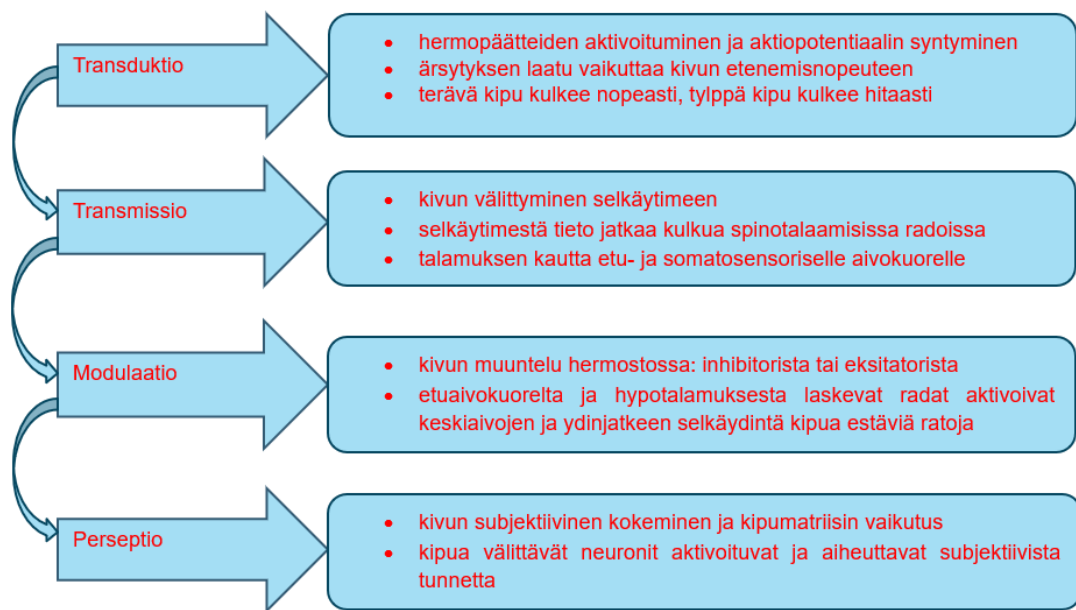 Transduktio
• hermopäätteiden aktivoituminen ja aktiopotentiaalin syntyminen
• ärsytyksen laatu vaikuttaa kivun etenemisnopeuteen
• terävä kipu kulkee nopeasti, tylppä kipu kulkee hitaasti
Transmissio
• kivun välittyminen selkäytimeen
• selkäytimestä tieto jatkaa kulkua spinotalaamisissa radoissa
• talamuksen kautta etu- ja somatosensoriselle aivokuorelle
Modulaatio
• kivun muuntelu hermostossa: inhibitorista tai eksitatorista
• etuaivokuorelta ja hypotalamuksesta laskevat radat aktivoivat
keskiaivojen ja ydinjatkeen selkäydintä kipua estäviä ratoja
Perseptio
• kivun subjektiivinen kokeminen ja kipumatriisin vaikutus
• kipua välittävät neuronit aktivoituvat ja aiheuttavat subjektiivista
tunnetta